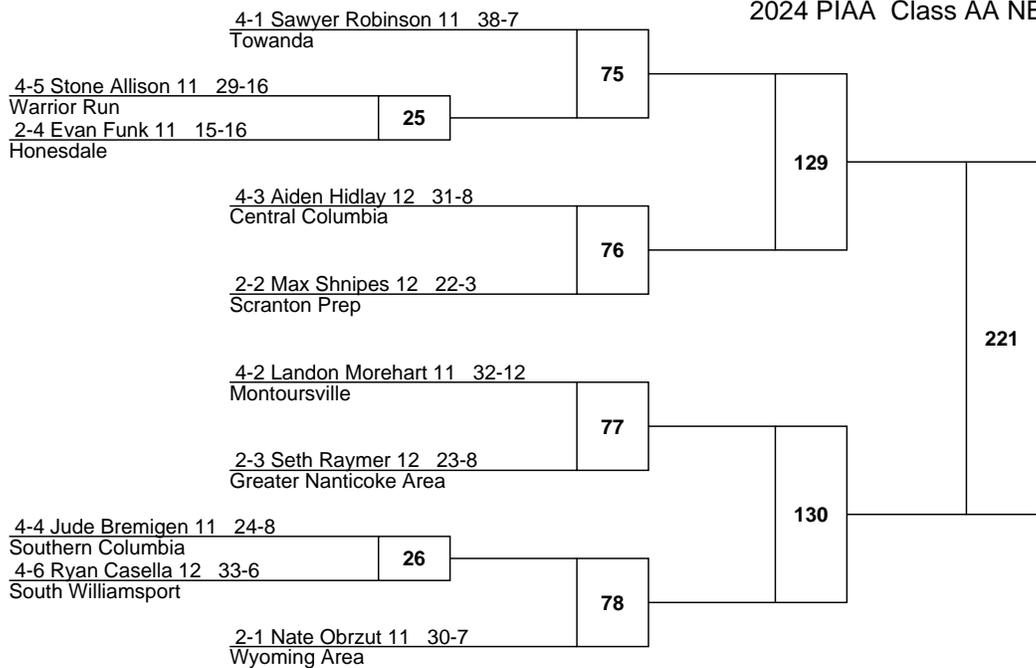 2024 PIAA Class AA NE
4-1 Sawyer Robinson 11 38-7
Towanda
75
4-5 Stone Allison 11 29-16
Warrior Run
25
2-4 Evan Funk 11 15-16
Honesdale
129
4-3 Aiden Hidlay 12 31-8
Central Columbia
76
2-2 Max Shnipes 12 22-3
Scranton Prep
221
4-2 Landon Morehart 11 32-12
Montoursville
77
2-3 Seth Raymer 12 23-8
Greater Nanticoke Area
130
4-4 Jude Bremigen 11 24-8
Southern Columbia
26
4-6 Ryan Casella 12 33-6
South Williamsport
78
2-1 Nate Obrzut 11 30-7
Wyoming Area